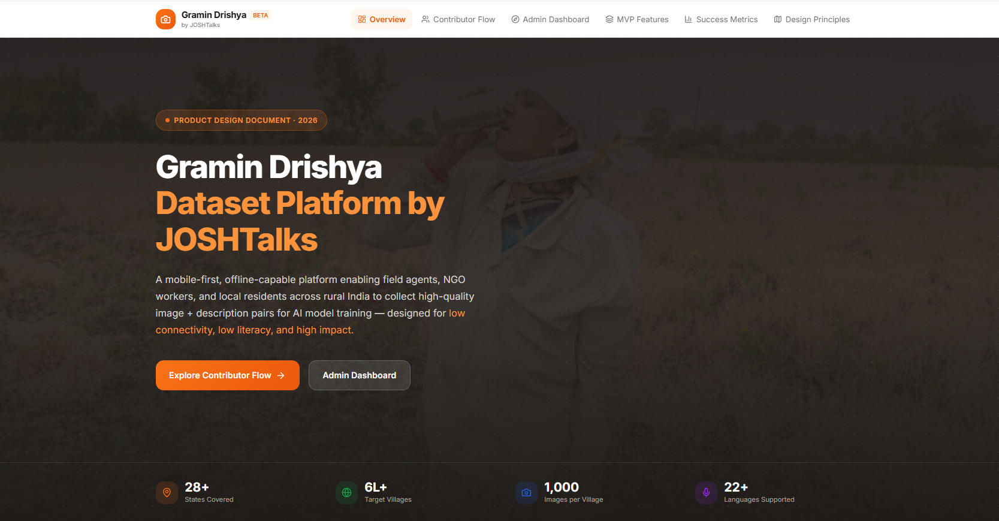 Gramin Drishya BETA
by JOSHTalks
Overview
Contributor Flow
Admin Dashboard
MVP Features
Success Metrics
Design Principles
PRODUCT DESIGN DOCUMENT · 2026
Gramin Drishya
Dataset Platform by
JOSHTalks
A mobile-first, offline-capable platform enabling field agents, NGO
workers, and local residents across rural India to collect high-quality
image + description pairs for AI model training — designed for low
connectivity, low literacy, and high impact.
Explore Contributor Flow →
Admin Dashboard
28+
States Covered
6L+
Target Villages
1,000
Images per Village
22+
Languages Supported